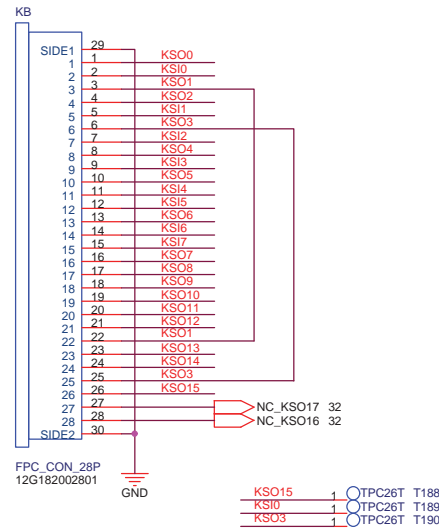 KB
SIDE1 29
1 1 KSO0
2 2 KSI0
3 3 KSO1
4 4 KSO2
5 5 KSI1
6 6 KSO3
7 7 KSI2
8 8 KSO4
9 9 KSI3
10 10 KSO5
11 11 KSI4
12 12 KSI5
13 13 KSO6
14 14 KSI6
15 15 KSI7
16 16 KSO7
17 17 KSO8
18 18 KSO9
19 19 KSO10
20 20 KSO11
21 21 KSO12
22 22 KSO1
23 23 KSO13
24 24 KSO14
25 25 KSO3
26 26 KSO15
27 27 NC_KSO17 32
28 28 NC_KSO16 32
SIDE2 30
FPC_CON_28P
12G182002801
GND
KSO15 1 TPC26T T188
KSI0 1 TPC26T T189
KSO3 1 TPC26T T190